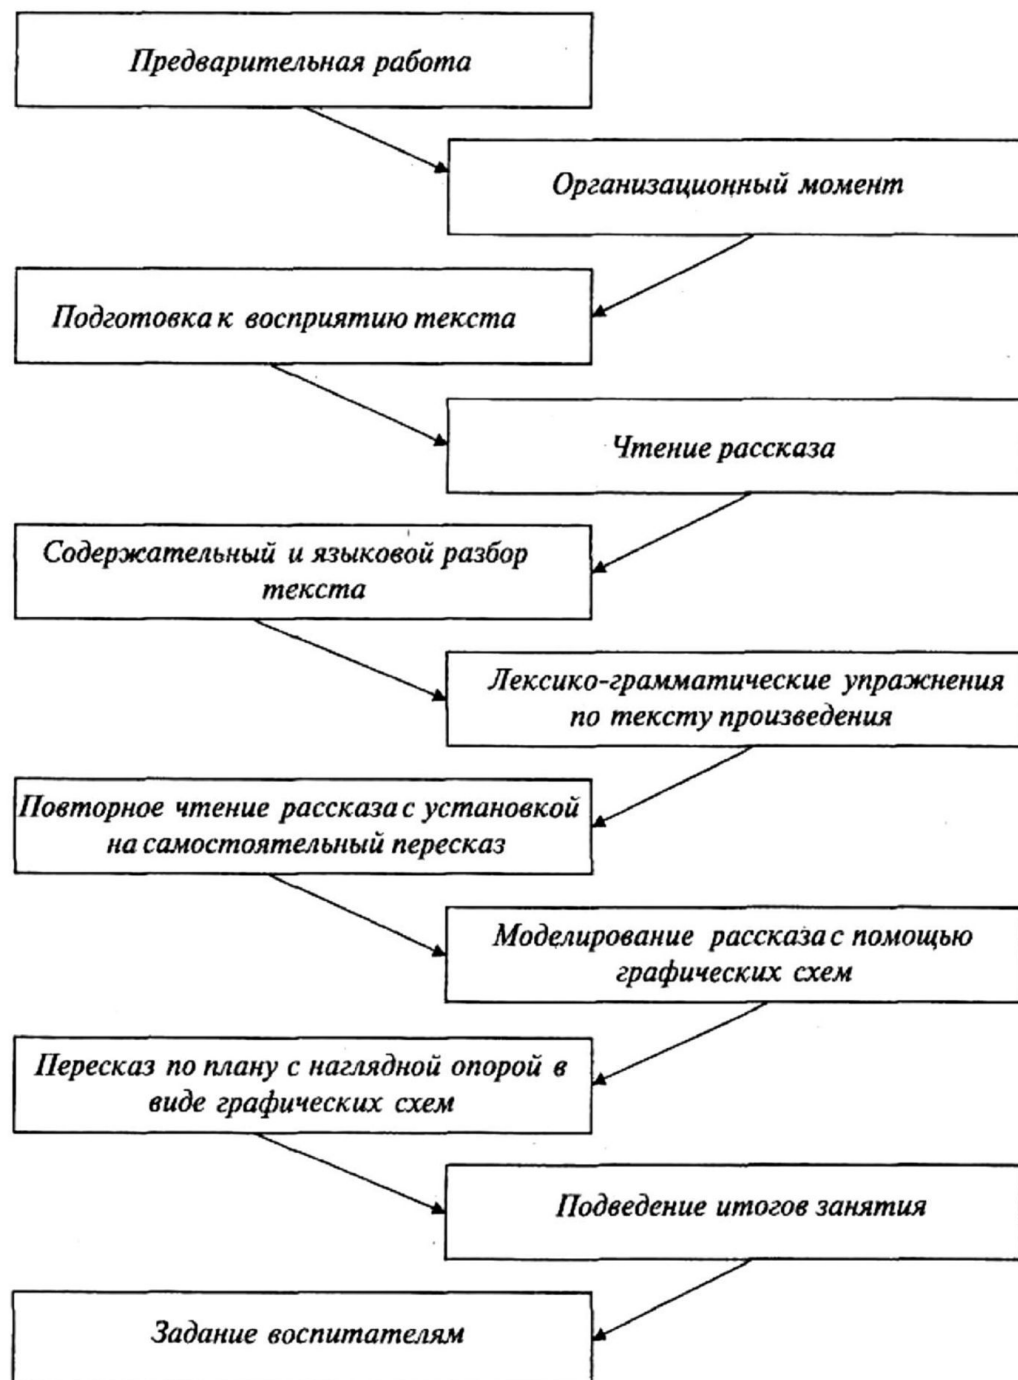 Предварительная работа
Организационный момент
Подготовка к восприятию текста
Чтение рассказа
Содержательный и языковой разбор
текста
Лексико-грамматические упражнения
по тексту произведения
Повторное чтение рассказа с установкой
на самостоятельный пересказ
Моделирование рассказа с помощью
графических схем
Пересказ по плану с наглядной опорой в
виде графических схем
Подведение итогов занятия
Задание воспитателям